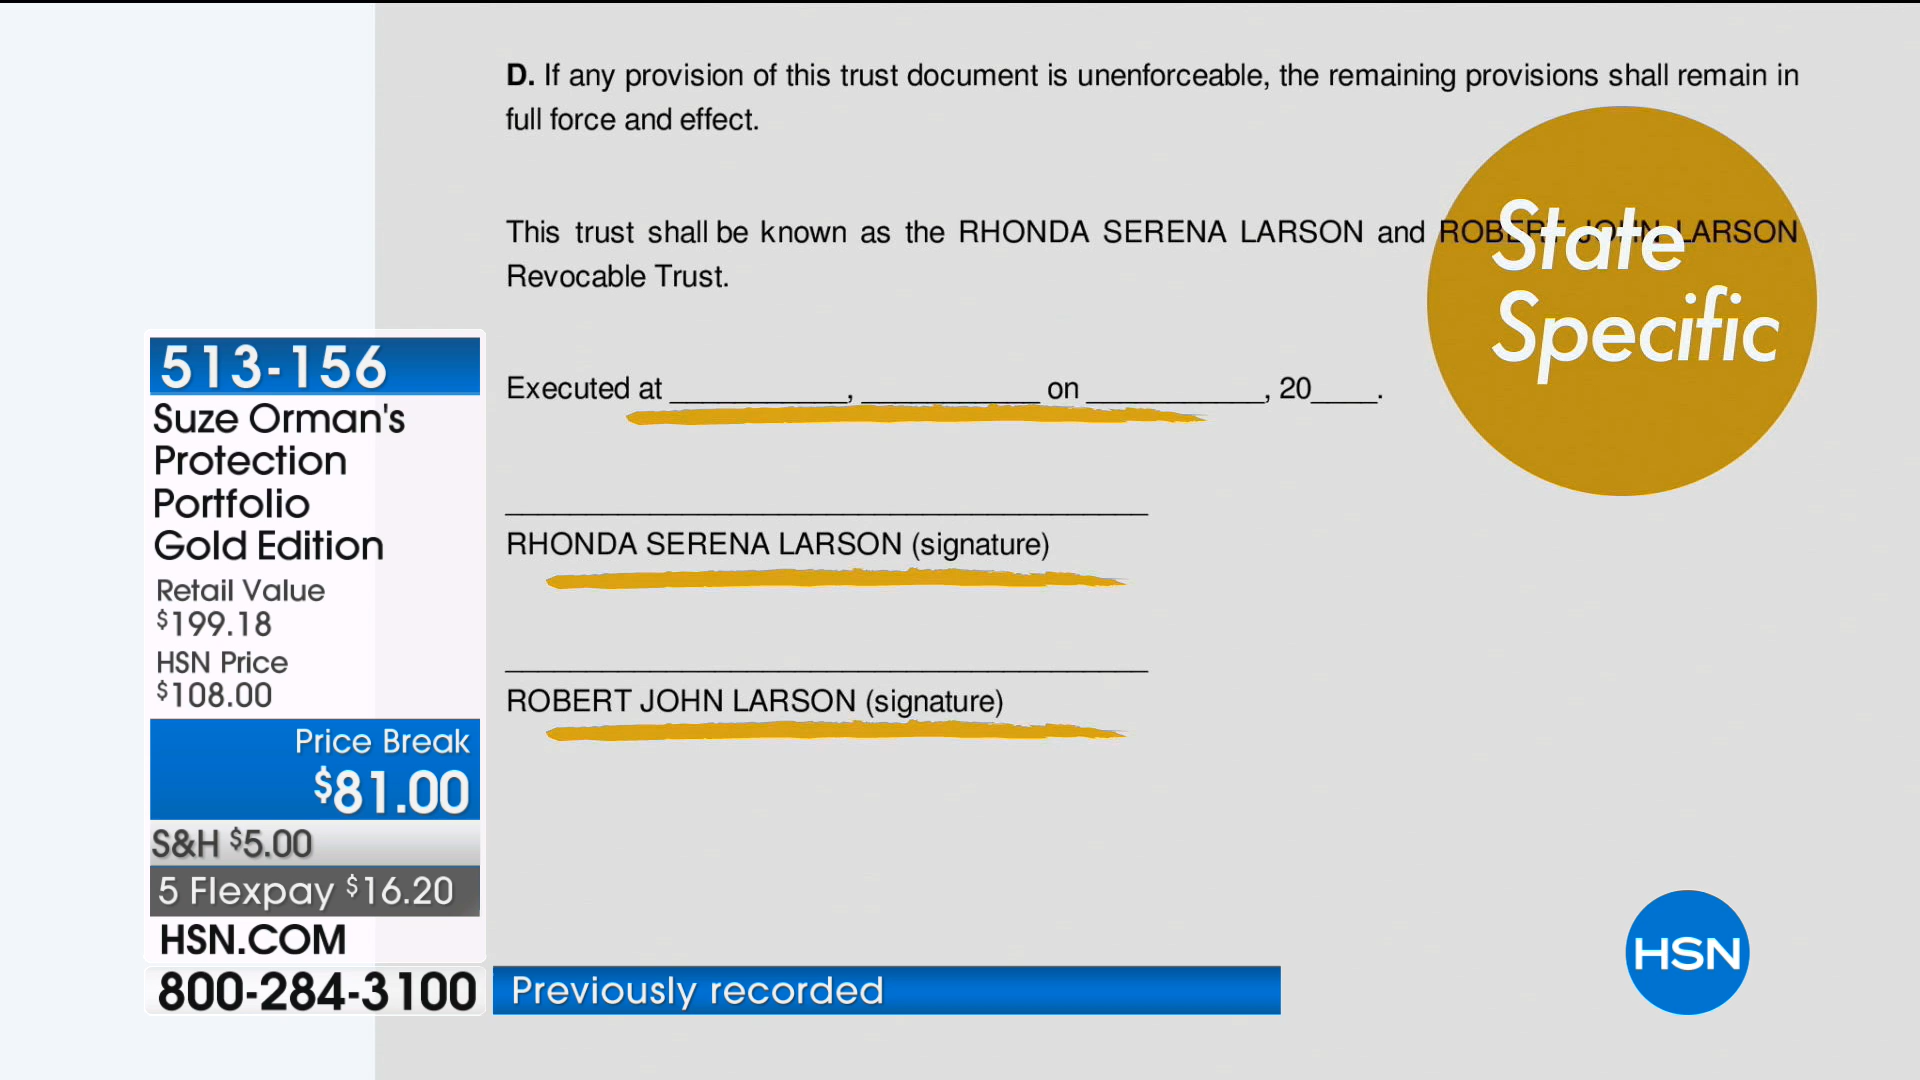 D. If any provision of this trust document is unenforceable, the remaining provisions shall remain in
full force and effect.
This trust shall be known as the RHONDA SERENA LARSON and ROBERT JOHN LARSON
Revocable Trust.
State
Specific
Executed at ___________, ___________ on ___________, 20____.
RHONDA SERENA LARSON (signature)
ROBERT JOHN LARSON (signature)
513-156
Suze Orman's
Protection
Portfolio
Gold Edition
Retail Value
$199.18
HSN Price
$108.00
Price Break
$81.00
S&H $5.00
5 Flexpay $16.20
HSN.COM
800-284-3100
Previously recorded
HSN